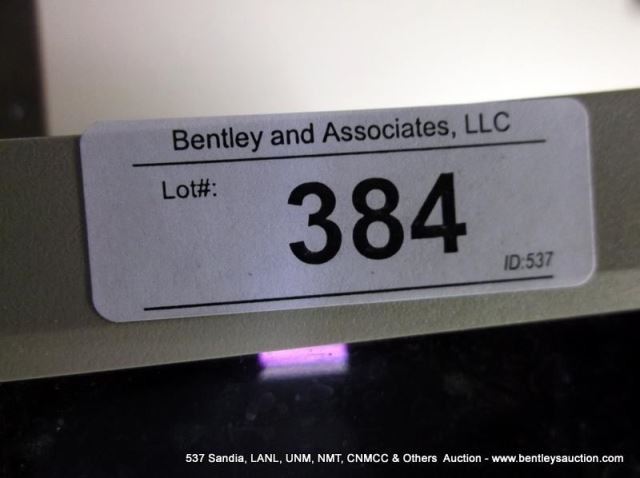 Bentley and Associates, LLC
Lot#:
384
ID:537
537 Sandia, LANL, UNM, NMT, CNMCC & Others Auction - www.bentleysauction.com